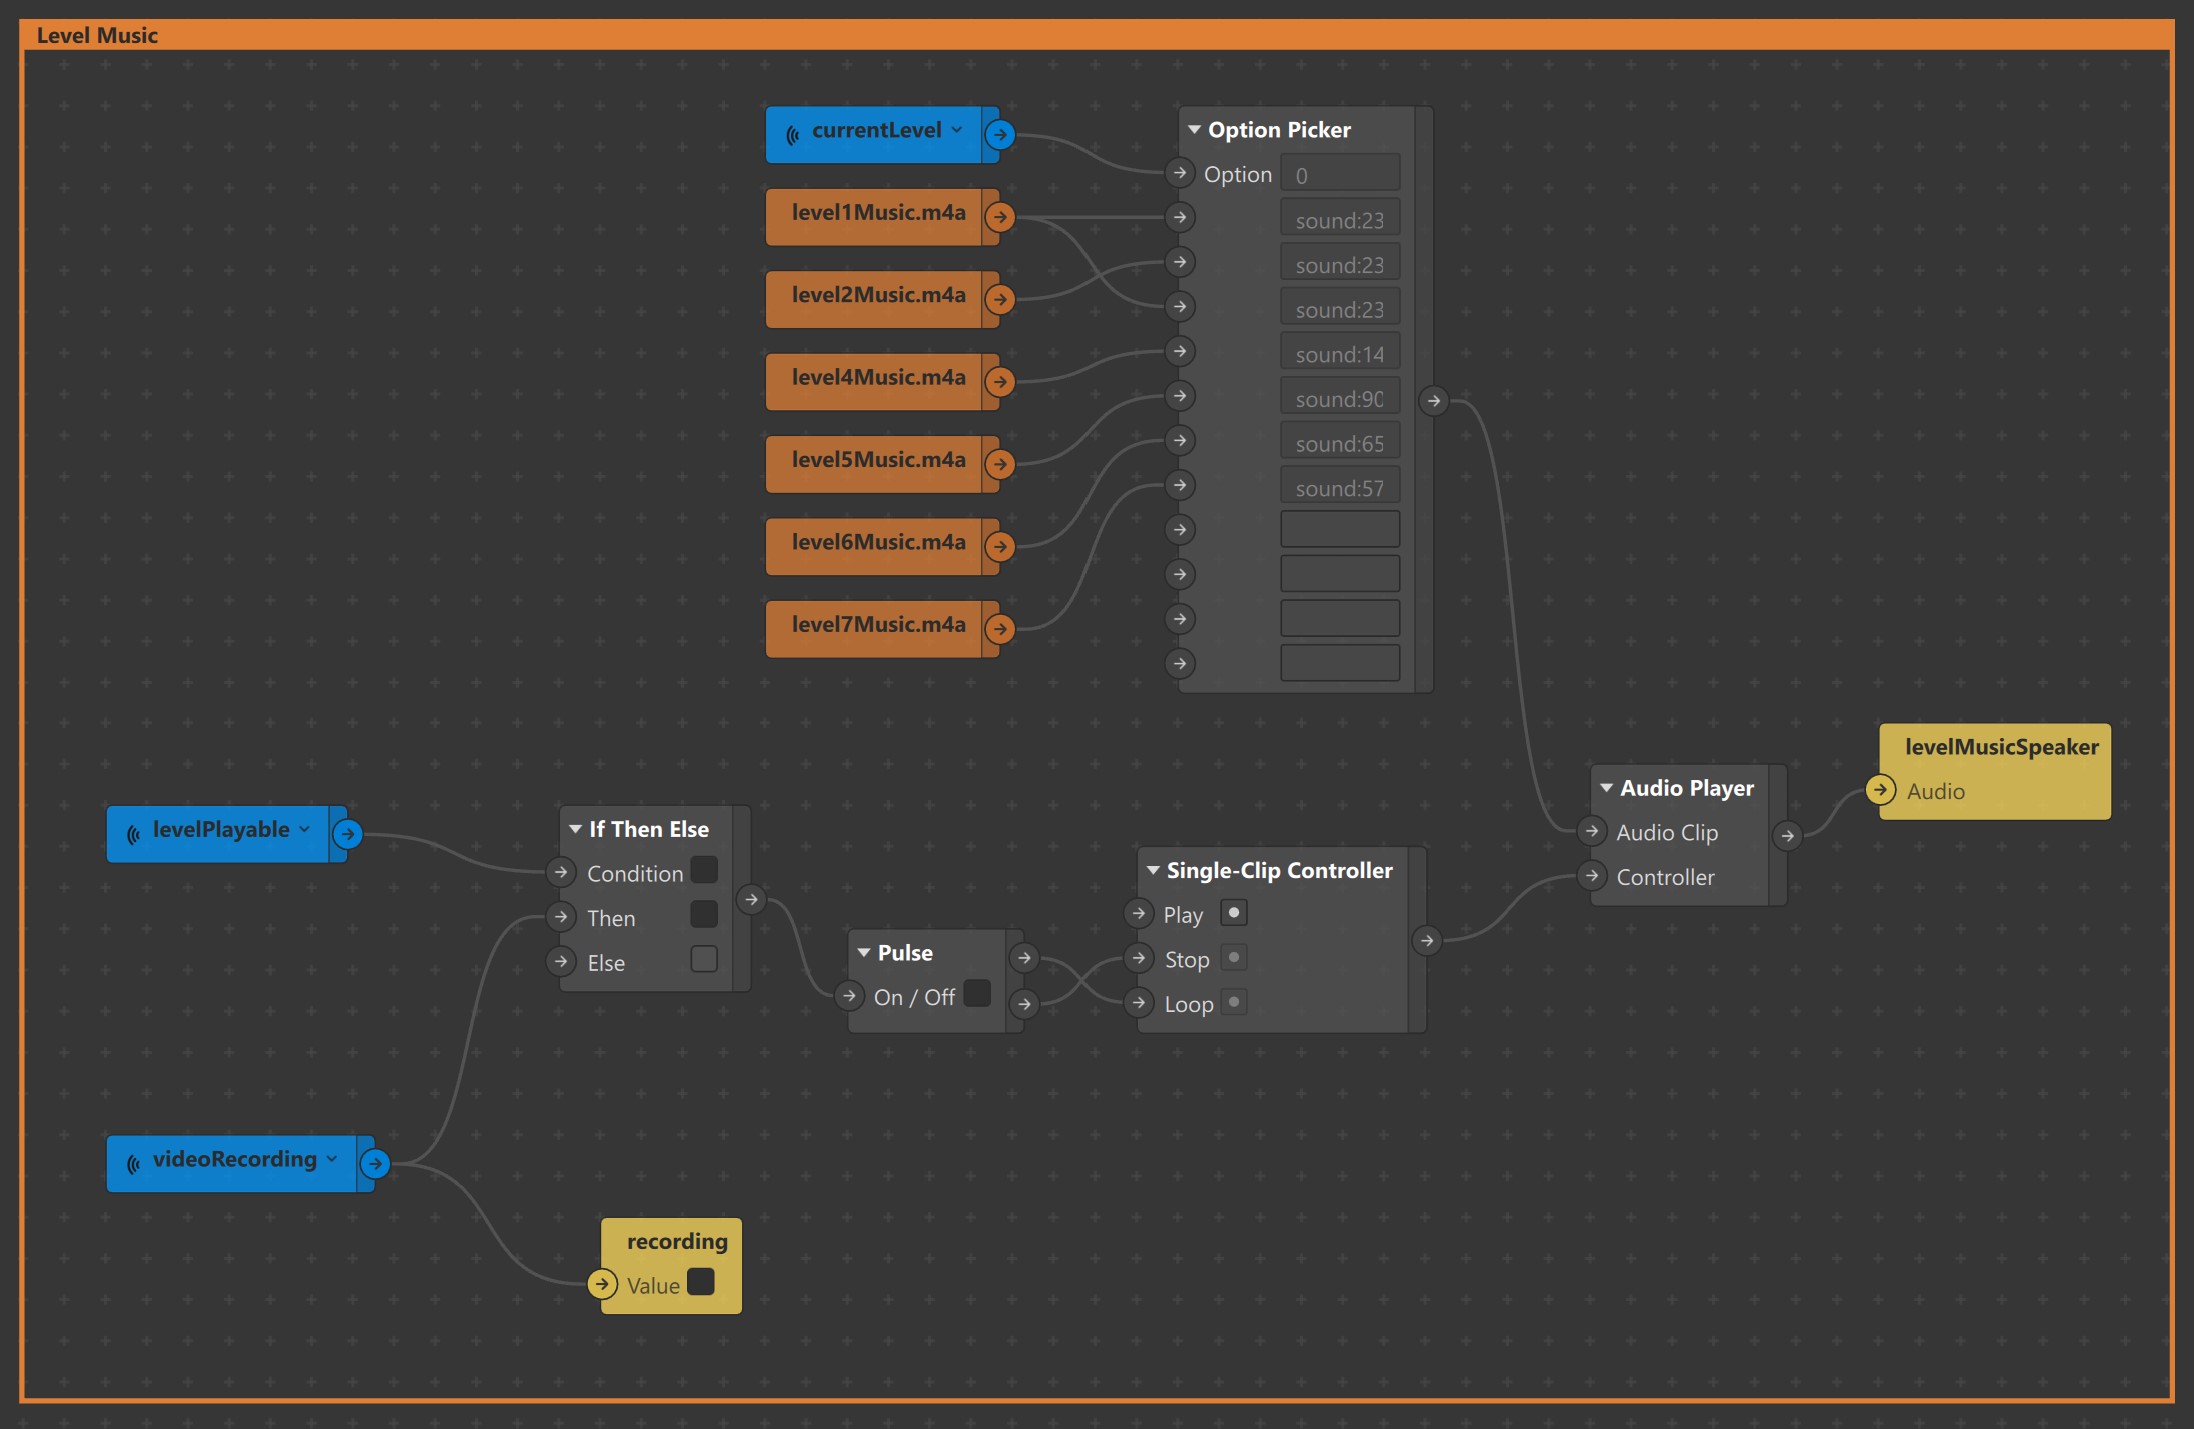 Level Music
currentLevel
level1Music.m4a
level2Music.m4a
level4Music.m4a
level5Music.m4a
level6Music.m4a
level7Music.m4a
Option Picker
Option 0
sound:23
sound:23
sound:23
sound:14
sound:90
sound:65
sound:57
levelPlayable
If Then Else
Condition
Then
Else
Pulse
On / Off
Single-Clip Controller
Play
Stop
Loop
Audio Player
Audio Clip
Controller
levelMusicSpeaker
Audio
videoRecording
recording
Value